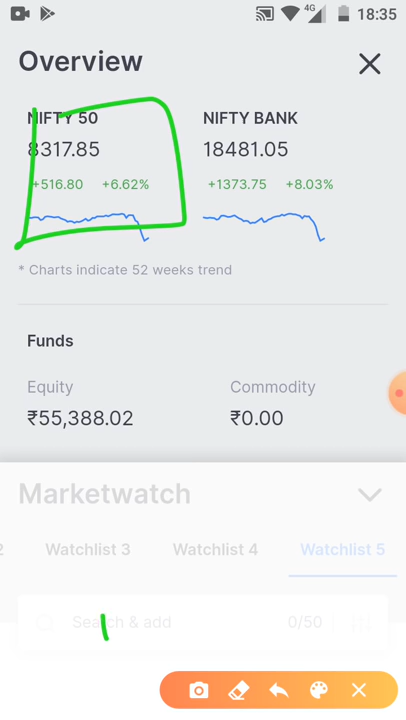 4G 18:35
Overview
NIFTY 50 NIFTY BANK
8317.85 18481.05
+516.80 +6.62% +1373.75 +8.03%
* Charts indicate 52 weeks trend
Funds
Equity Commodity
₹55,388.02 ₹0.00
Marketwatch
2 Watchlist 3 Watchlist 4 Watchlist 5
Search & add 0/50